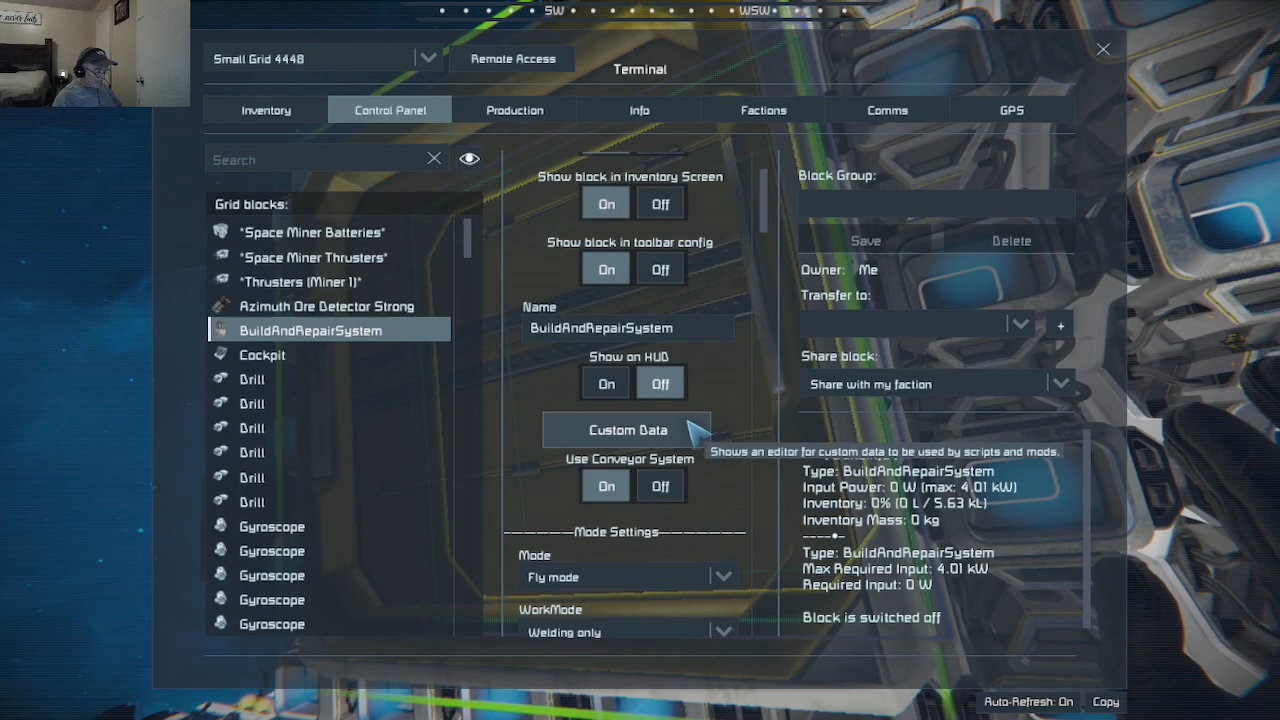 never fails
SW
WSW
Small Grid 4448
Remote Access
Terminal
Inventory
Control Panel
Production
Info
Factions
Comms
GPS
Search
Grid blocks:
*Space Miner Batteries*
*Space Miner Thrusters*
*Thrusters (Miner 1)*
Azimuth Ore Detector Strong
BuildAndRepairSystem
Cockpit
Drill
Drill
Drill
Drill
Drill
Drill
Gyroscope
Gyroscope
Gyroscope
Gyroscope
Gyroscope
Show block in Inventory Screen
On
Off
Show block in toolbar config
On
Off
Name
BuildAndRepairSystem
Show on HUD
On
Off
Custom Data
Shows an editor for custom data to be used by scripts and mods.
Use Conveyor System
On
Off
Mode Settings
Mode
Fly mode
WorkMode
Welding only
Block Group:
Save
Delete
Owner: Me
Transfer to:
+
Share block:
Share with my faction
Type: BuildAndRepairSystem
Input Power: 0 W (max: 4.01 kW)
Inventory: 0% (0 L / 5.63 kL)
Inventory Mass: 0 kg
Type: BuildAndRepairSystem
Max Required Input: 4.01 kW
Required Input: 0 W
Block is switched off
Auto-Refresh: On
Copy